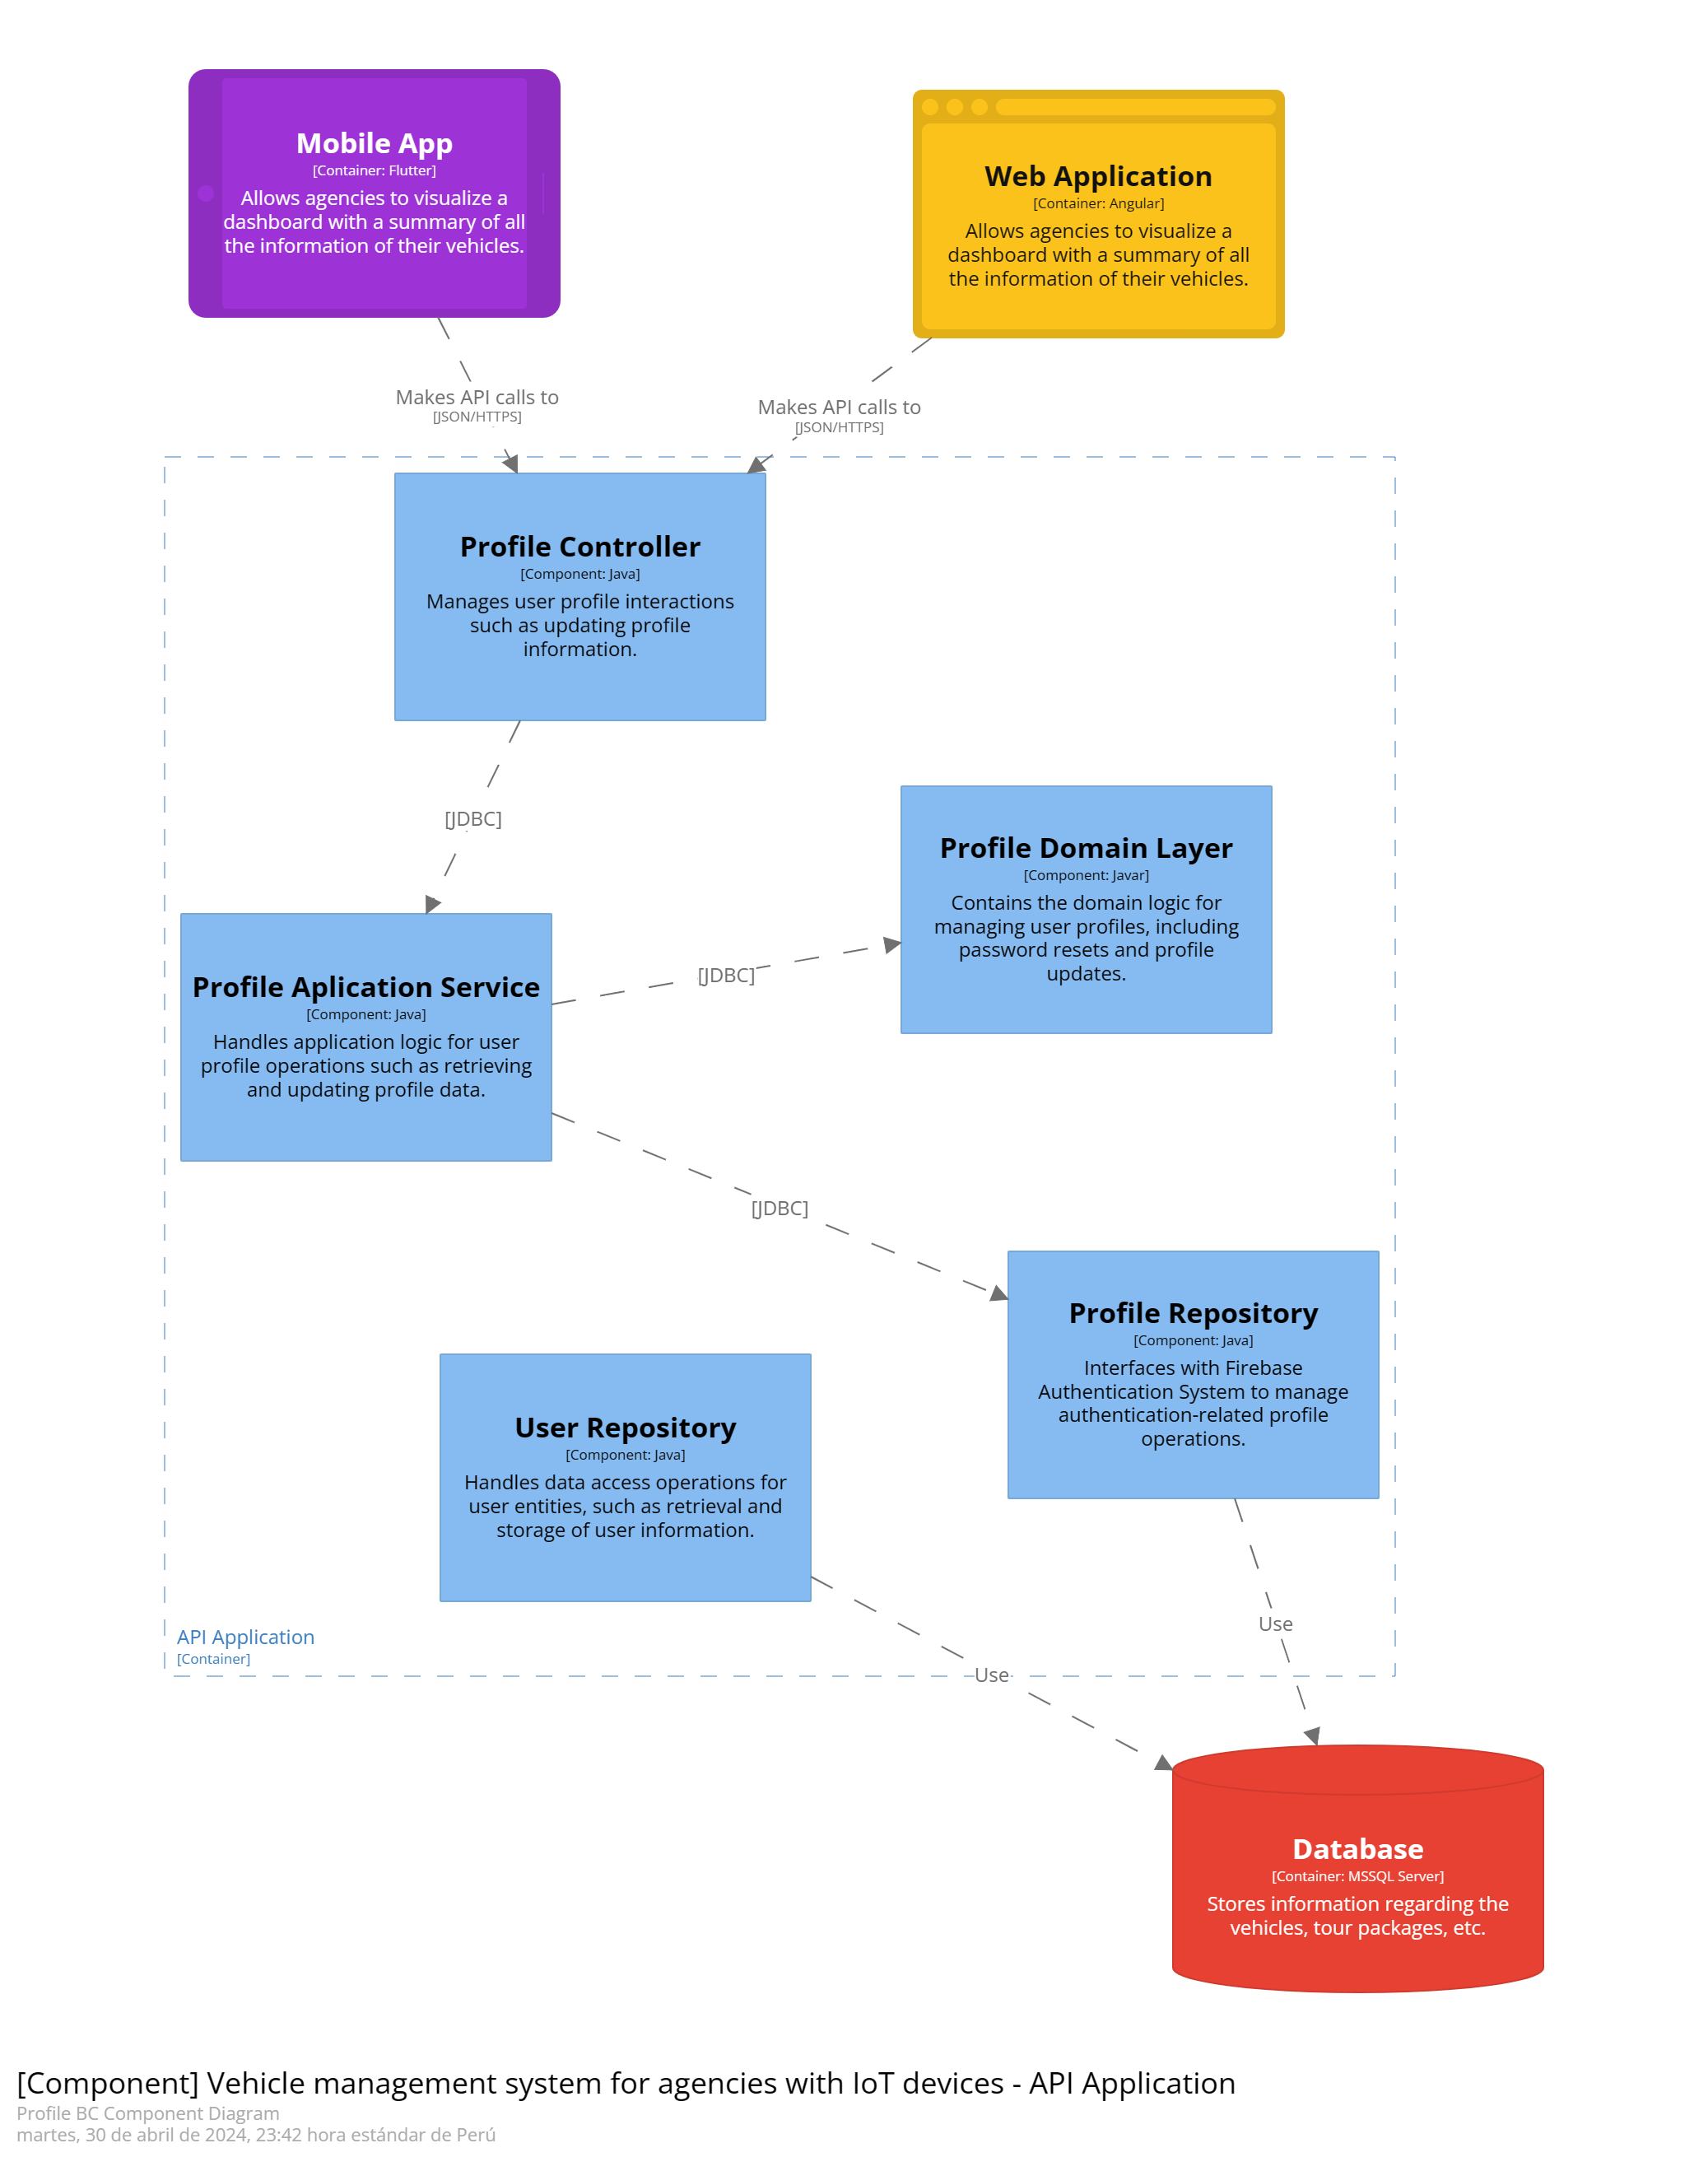 Mobile App
[Container: Flutter]
Allows agencies to visualize a
dashboard with a summary of all
the information of their vehicles.
Web Application
[Container: Angular]
Allows agencies to visualize a
dashboard with a summary of all
the information of their vehicles.
Makes API calls to
[JSON/HTTPS]
Makes API calls to
[JSON/HTTPS]
Profile Controller
[Component: Java]
Manages user profile interactions
such as updating profile
information.
[JDBC]
Profile Domain Layer
[Component: Javar]
Contains the domain logic for
managing user profiles, including
password resets and profile
updates.
Profile Aplication Service
[Component: Java]
Handles application logic for user
profile operations such as retrieving
and updating profile data.
[JDBC]
[JDBC]
Profile Repository
[Component: Java]
Interfaces with Firebase
Authentication System to manage
authentication-related profile
operations.
User Repository
[Component: Java]
Handles data access operations for
user entities, such as retrieval and
storage of user information.
Use
API Application
[Container]
Use
Database
[Container: MSSQL Server]
Stores information regarding the
vehicles, tour packages, etc.
[Component] Vehicle management system for agencies with IoT devices - API Application
Profile BC Component Diagram
martes, 30 de abril de 2024, 23:42 hora estándar de Perú